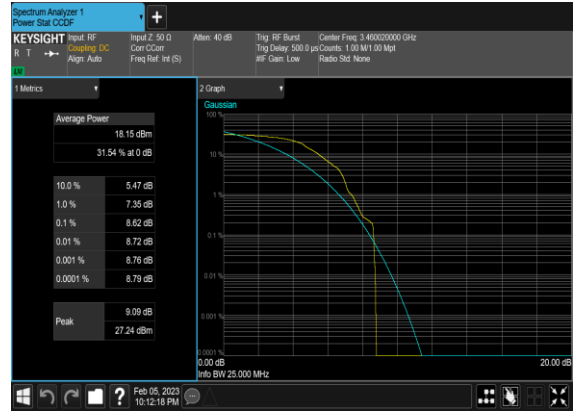 Spectrum Analyzer 1
Power Stat CCDF
KEYSIGHT
R T
LM
Input: RF
Coupling: DC
Align: Auto
Input Z: 50 Ω
Corr CCorr
Freq Ref: Int (S)
Atten: 40 dB
Trig: RF Burst
Trig Delay: 500.0 µs
#IF Gain: Low
Center Freq: 3.460020000 GHz
Counts: 1.00 M/1.00 Mpt
Radio Std: None
1 Metrics
Average Power
18.15 dBm
31.54 % at 0 dB
10.0 % 5.47 dB
1.0 % 7.35 dB
0.1 % 8.62 dB
0.01 % 8.72 dB
0.001 % 8.76 dB
0.0001 % 8.79 dB
Peak
9.09 dB
27.24 dBm
2 Graph
Gaussian
100 %
10 %
1 %
0.1 %
0.01 %
0.001 %
0.0001 %
0.00 dB 20.00 dB
Info BW 25.000 MHz
Feb 05, 2023
10:12:18 PM